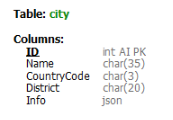 Table: city
Columns:
ID int AI PK
Name char(35)
CountryCode char(3)
District char(20)
Info json